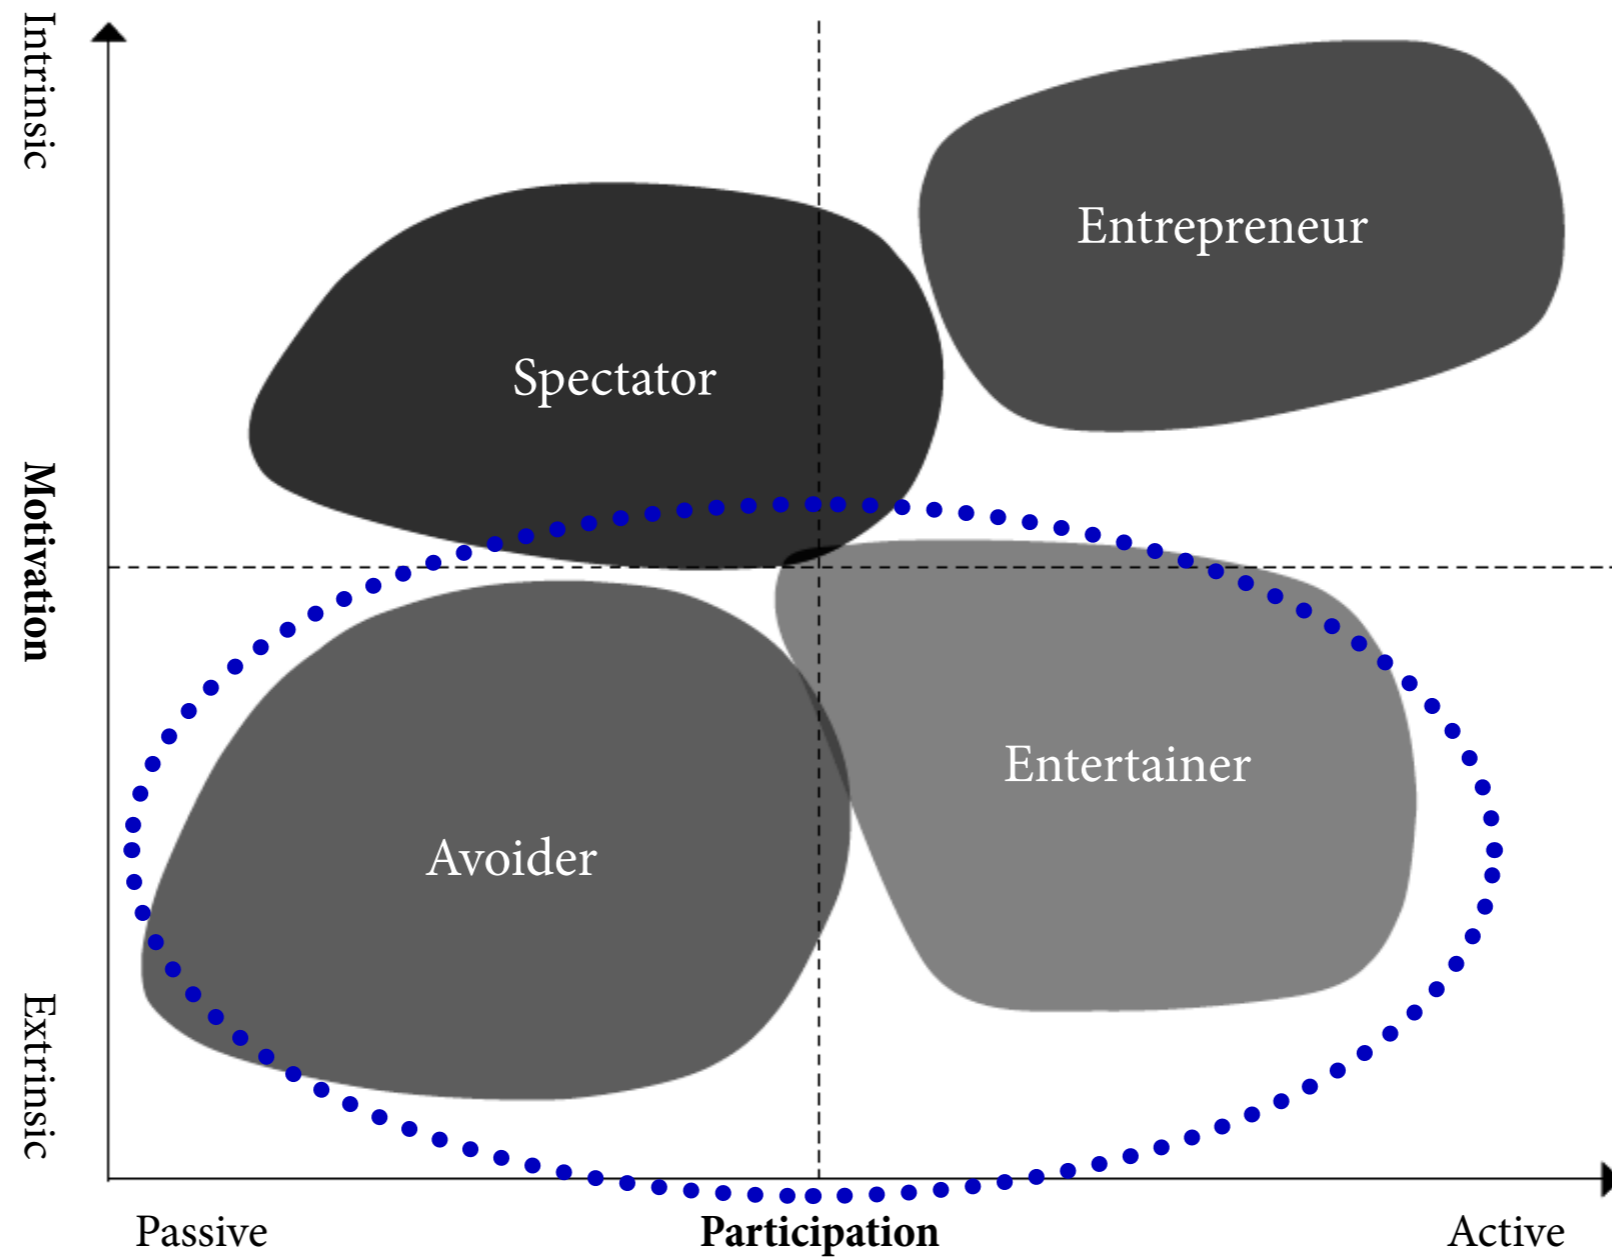 Intrinsic
Entrepreneur
Spectator
Motivation
Entertainer
Avoider
Extrinsic
Passive
Participation
Active